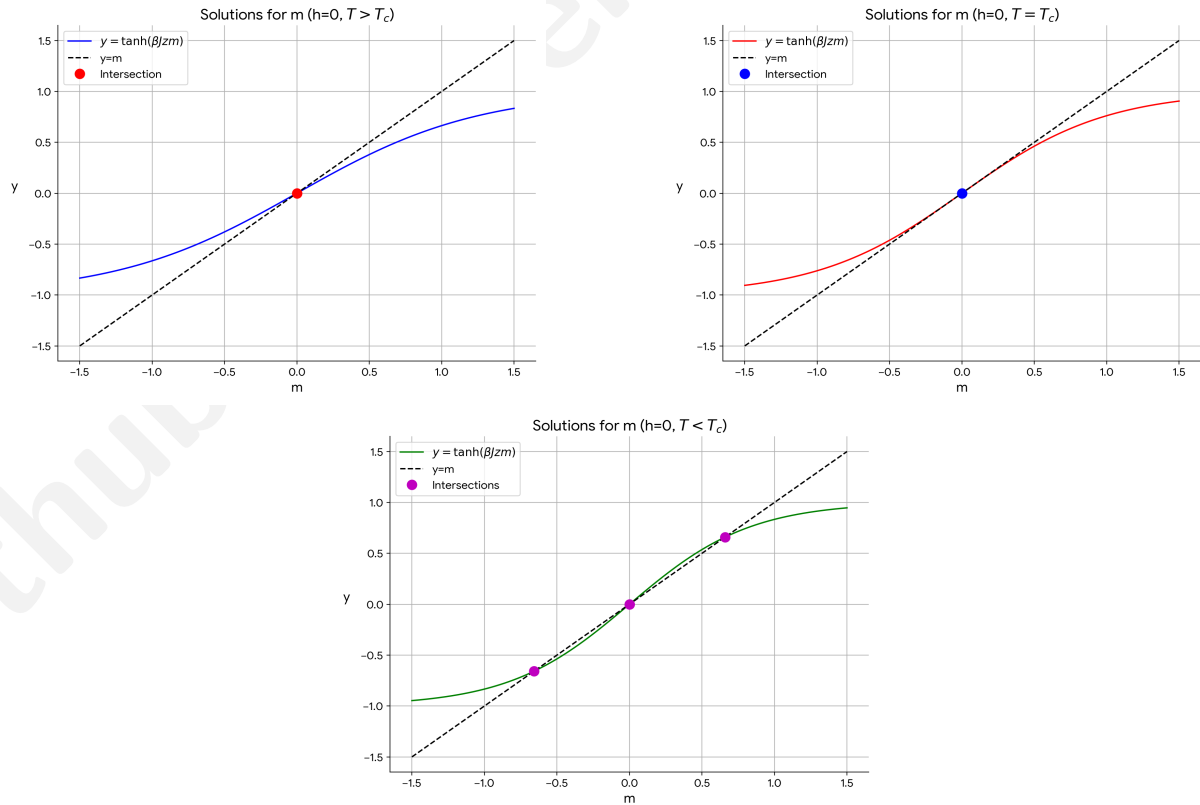 Solutions for m (h=0, T > T_c)
y = tanh(βJzm)
y=m
Intersection
1.5
1.0
0.5
0.0
−0.5
−1.0
−1.5
y
−1.5 −1.0 −0.5 0.0 0.5 1.0 1.5
m
Solutions for m (h=0, T = T_c)
y = tanh(βJzm)
y=m
Intersection
1.5
1.0
0.5
0.0
−0.5
−1.0
−1.5
y
−1.5 −1.0 −0.5 0.0 0.5 1.0 1.5
m
Solutions for m (h=0, T < T_c)
y = tanh(βJzm)
y=m
Intersections
1.5
1.0
0.5
0.0
−0.5
−1.0
−1.5
y
−1.5 −1.0 −0.5 0.0 0.5 1.0 1.5
m